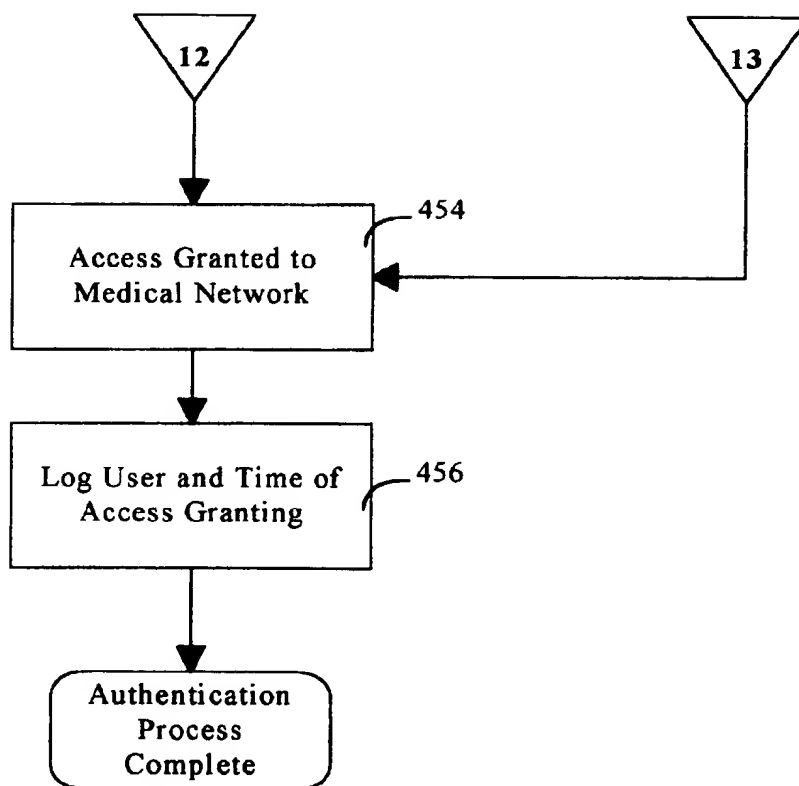 12
13
454
Access Granted to
Medical Network
456
Log User and Time of
Access Granting
Authentication
Process
Complete